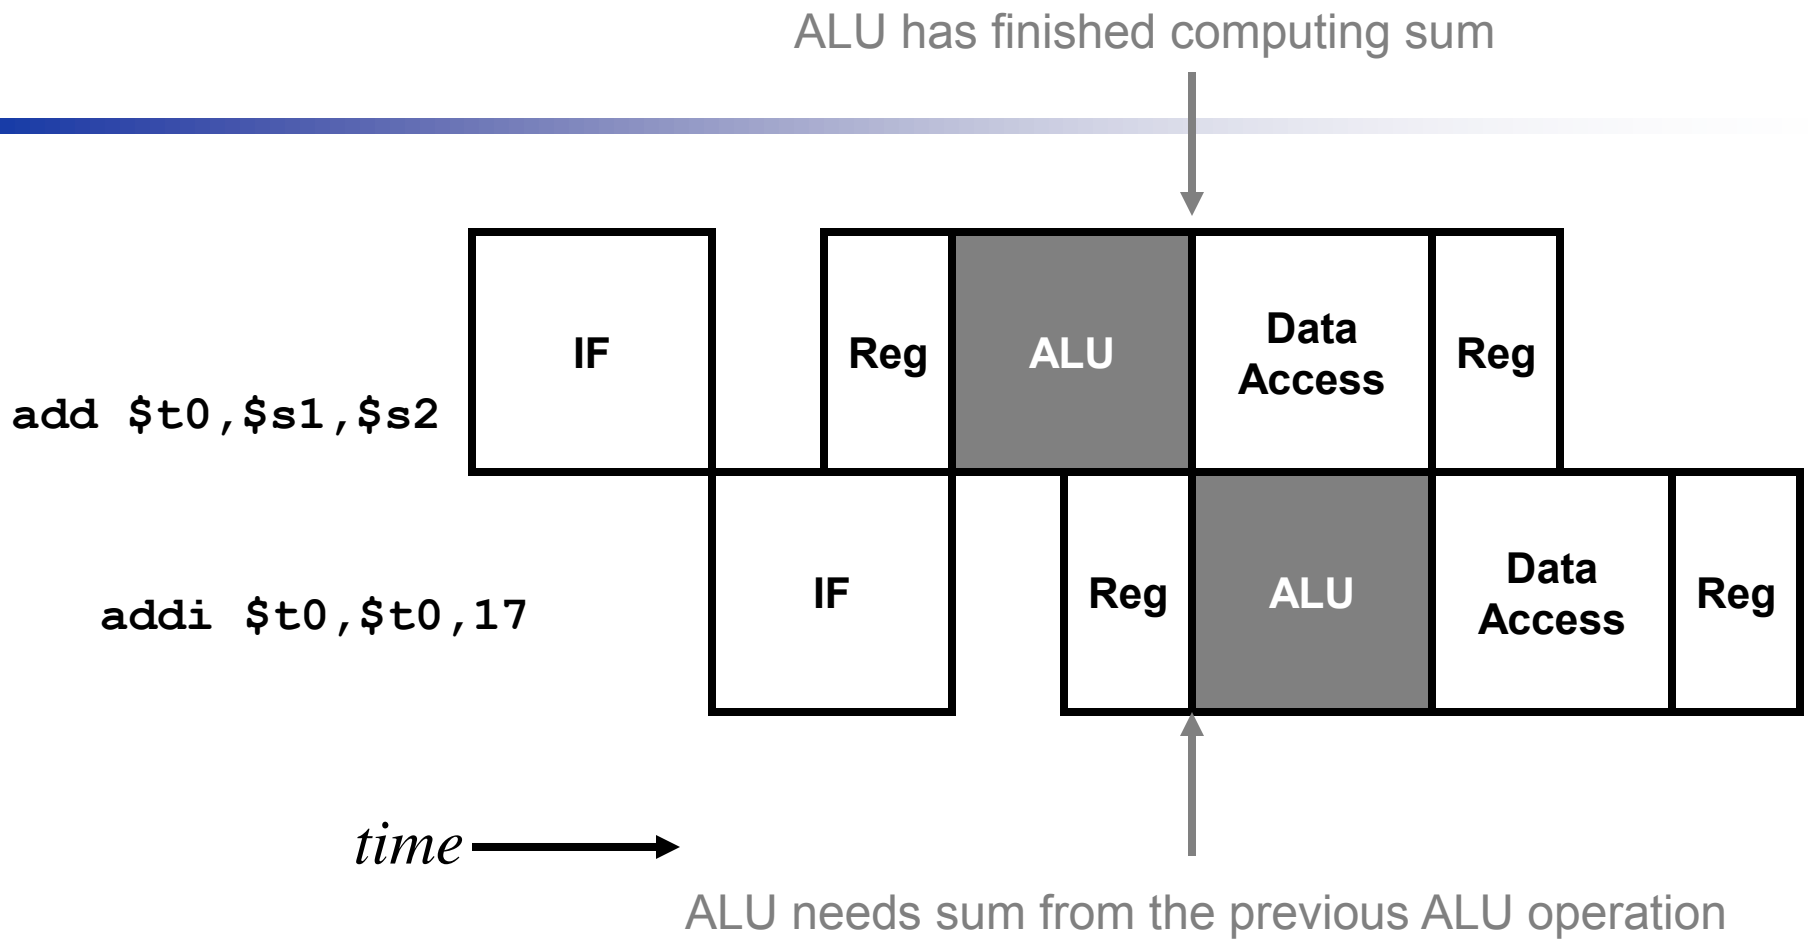 ALU has finished computing sum
IF
Reg
ALU
Data
Access
Reg
add $t0,$s1,$s2
IF
Reg
ALU
Data
Access
Reg
addi $t0,$t0,17
time
ALU needs sum from the previous ALU operation